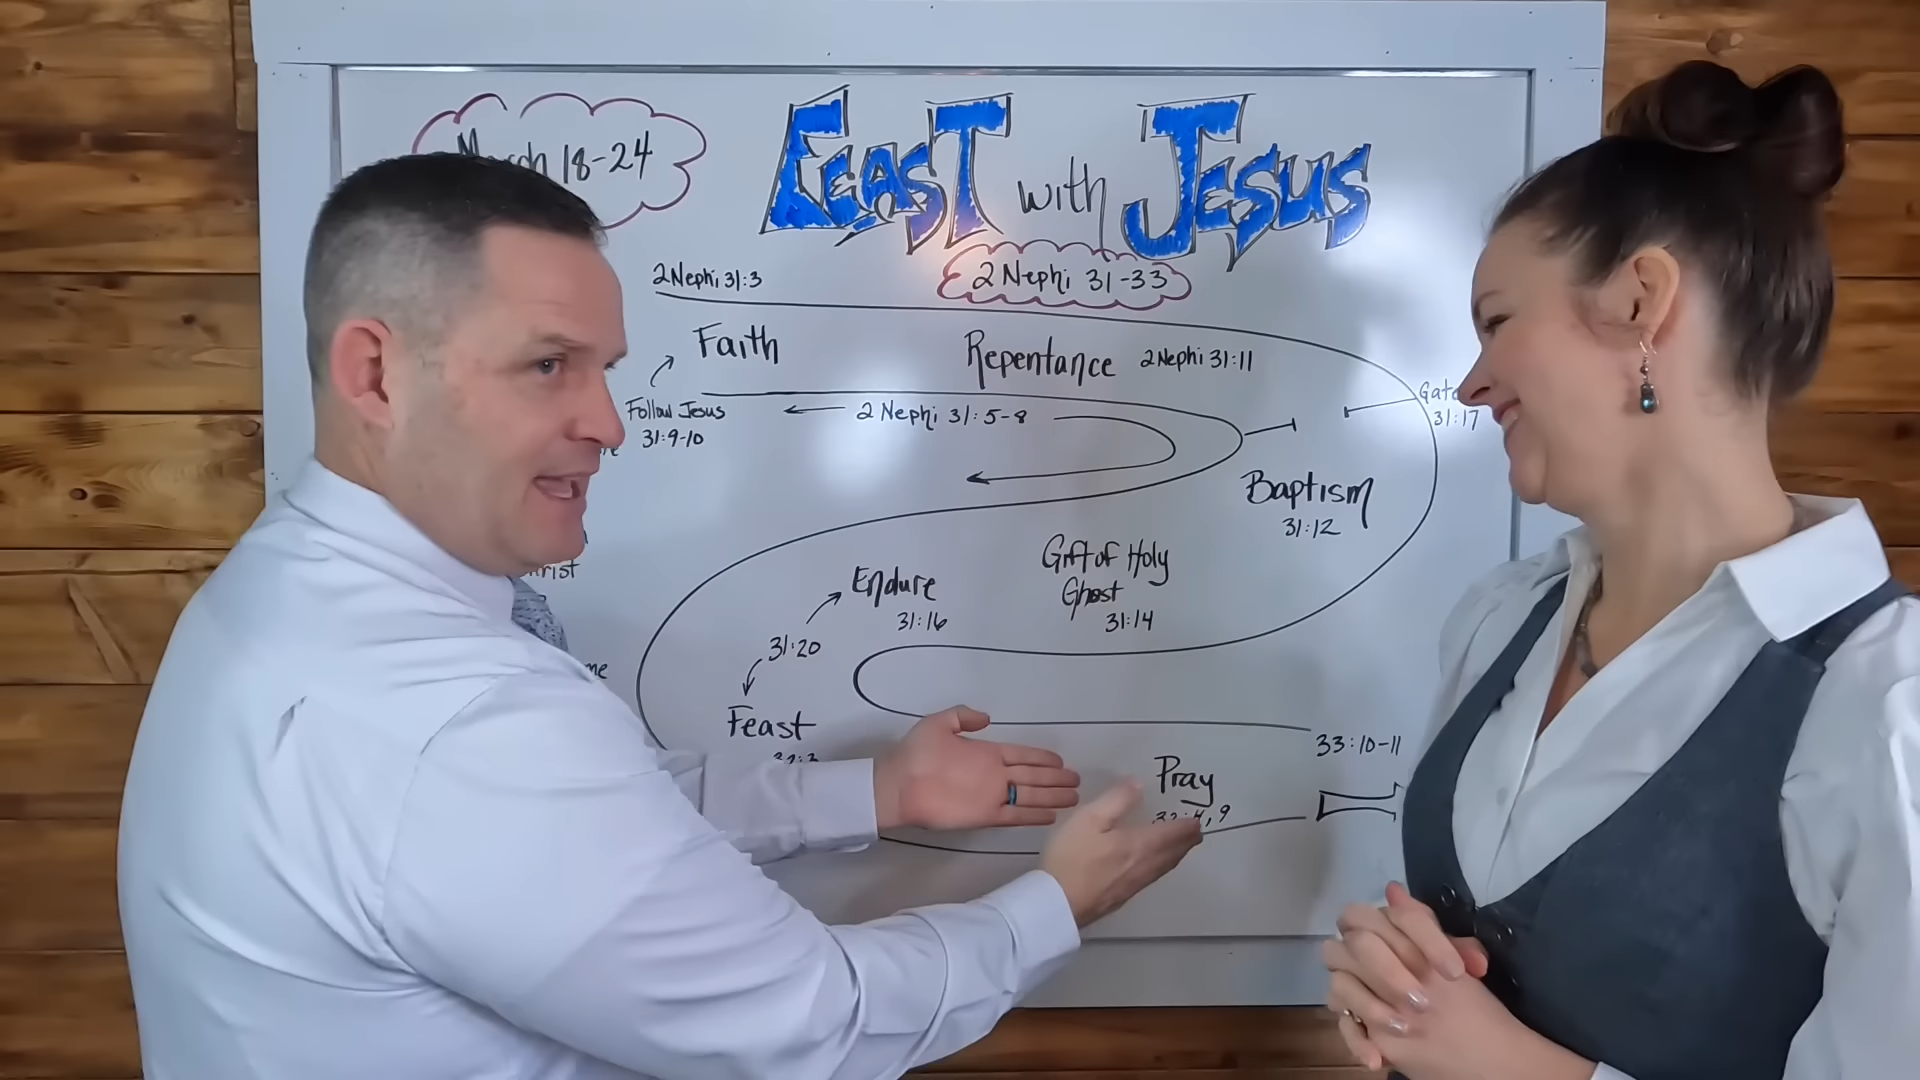 March 18-24
Feast with Jesus
2 Nephi 31-33
2 Nephi 31:3
Faith
Repentance 2 Nephi 31:11
Follow Jesus
31:9-10
2 Nephi 31:5-8
31:17
Baptism
31:12
Gift of Holy
Ghost
31:14
Endure
31:16
31:20
Feast
33:10-11
Pray